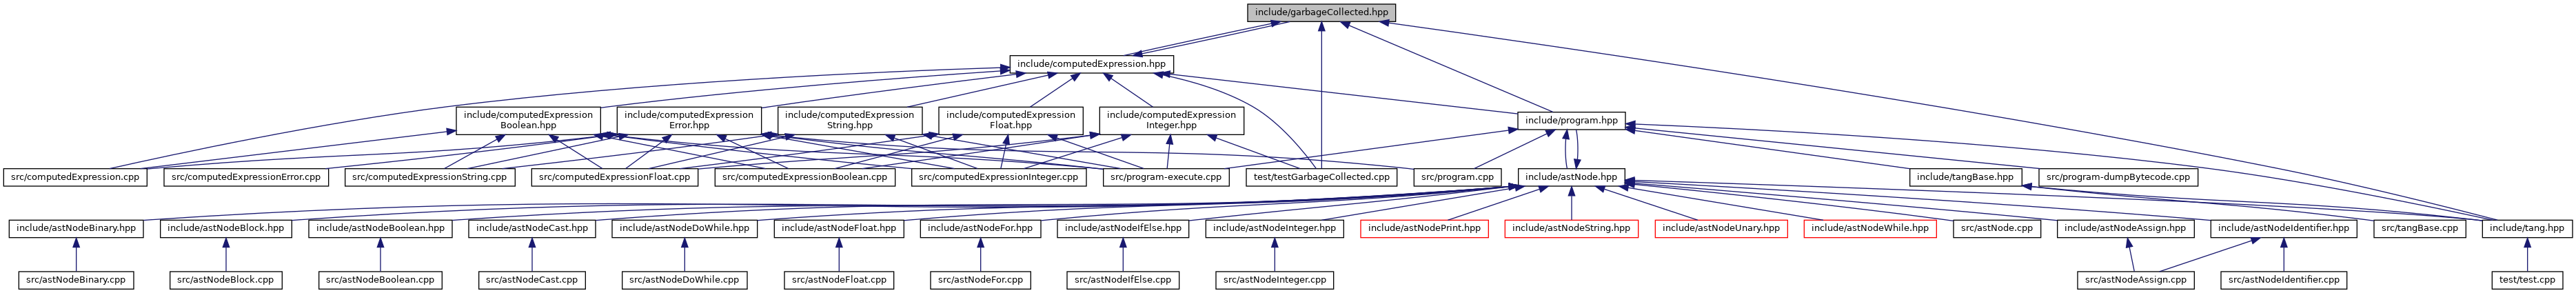 include/garbageCollected.hpp
include/computedExpression.hpp
include/computedExpression
Boolean.hpp
include/computedExpression
Error.hpp
include/computedExpression
String.hpp
include/computedExpression
Float.hpp
include/computedExpression
Integer.hpp
include/program.hpp
src/computedExpression.cpp
src/computedExpressionError.cpp
src/computedExpressionString.cpp
src/computedExpressionFloat.cpp
src/computedExpressionBoolean.cpp
src/computedExpressionInteger.cpp
src/program-execute.cpp
test/testGarbageCollected.cpp
src/program.cpp
include/astNode.hpp
include/tangBase.hpp
src/program-dumpBytecode.cpp
include/astNodeBinary.hpp
include/astNodeBlock.hpp
include/astNodeBoolean.hpp
include/astNodeCast.hpp
include/astNodeDoWhile.hpp
include/astNodeFloat.hpp
include/astNodeFor.hpp
include/astNodeIfElse.hpp
include/astNodeInteger.hpp
include/astNodePrint.hpp
include/astNodeString.hpp
include/astNodeUnary.hpp
include/astNodeWhile.hpp
src/astNode.cpp
include/astNodeAssign.hpp
include/astNodeIdentifier.hpp
src/tangBase.cpp
include/tang.hpp
src/astNodeBinary.cpp
src/astNodeBlock.cpp
src/astNodeBoolean.cpp
src/astNodeCast.cpp
src/astNodeDoWhile.cpp
src/astNodeFloat.cpp
src/astNodeFor.cpp
src/astNodeIfElse.cpp
src/astNodeInteger.cpp
src/astNodeAssign.cpp
src/astNodeIdentifier.cpp
test/test.cpp